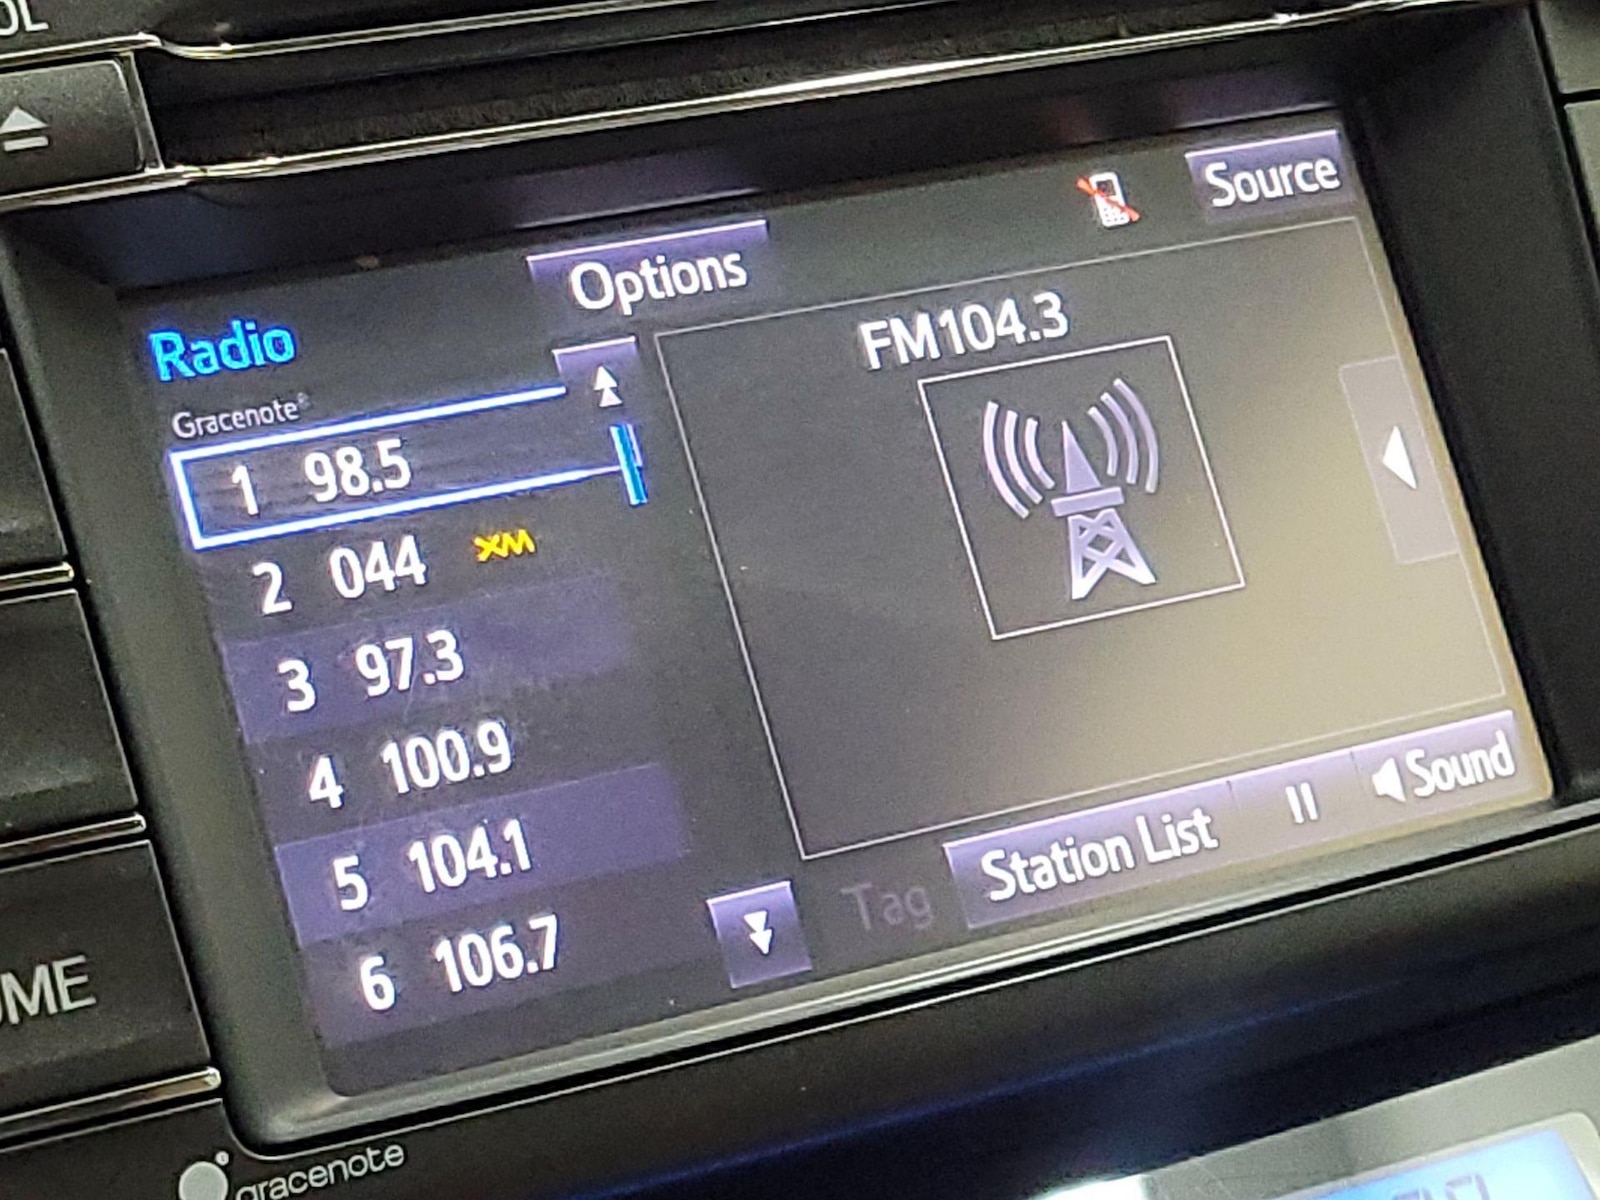 Source
Options
Radio
FM104.3
Gracenote®
1 98.5
2 044 XM
3 97.3
4 100.9
5 104.1
6 106.7
Tag
Station List
Sound
gracenote